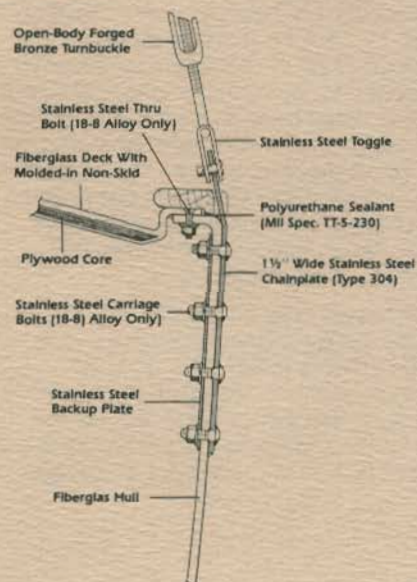 Open-Body Forged
Bronze Turnbuckle
Stainless Steel Thru
Bolt (18-8 Alloy Only)
Stainless Steel Toggle
Fiberglass Deck With
Molded-in Non-Skid
Polyurethane Sealant
(Mil Spec. TT-S-230)
Plywood Core
1½" Wide Stainless Steel
Chainplate (Type 304)
Stainless Steel Carriage
Bolts (18-8) Alloy Only)
Stainless Steel
Backup Plate
Fiberglas Hull